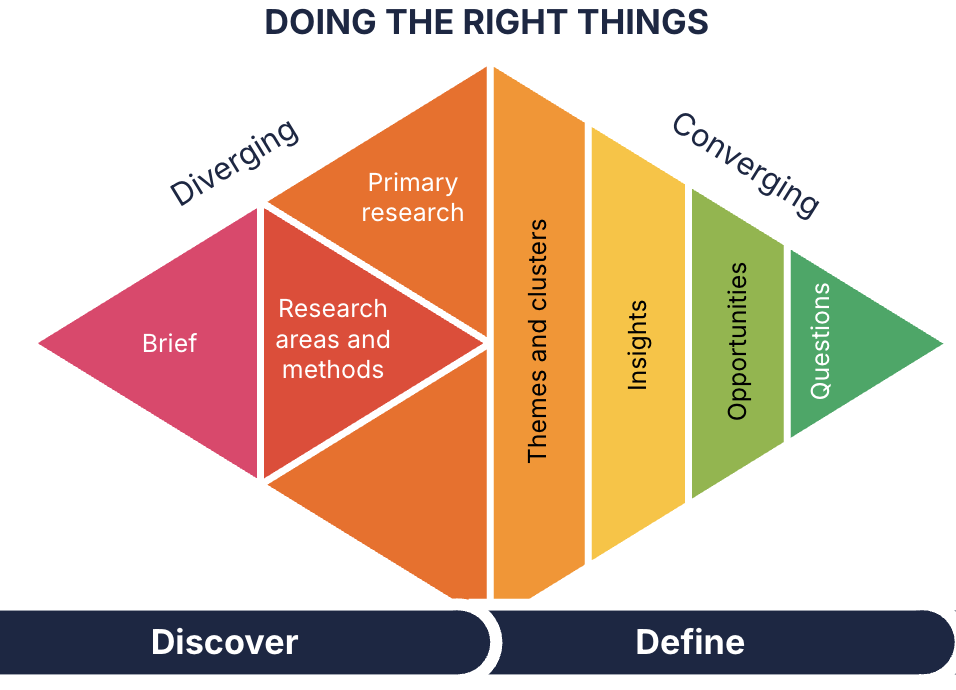 DOING THE RIGHT THINGS
Diverging
Converging
Primary
research
Brief
Research
areas and
methods
Themes and clusters
Insights
Opportunities
Questions
Discover
Define